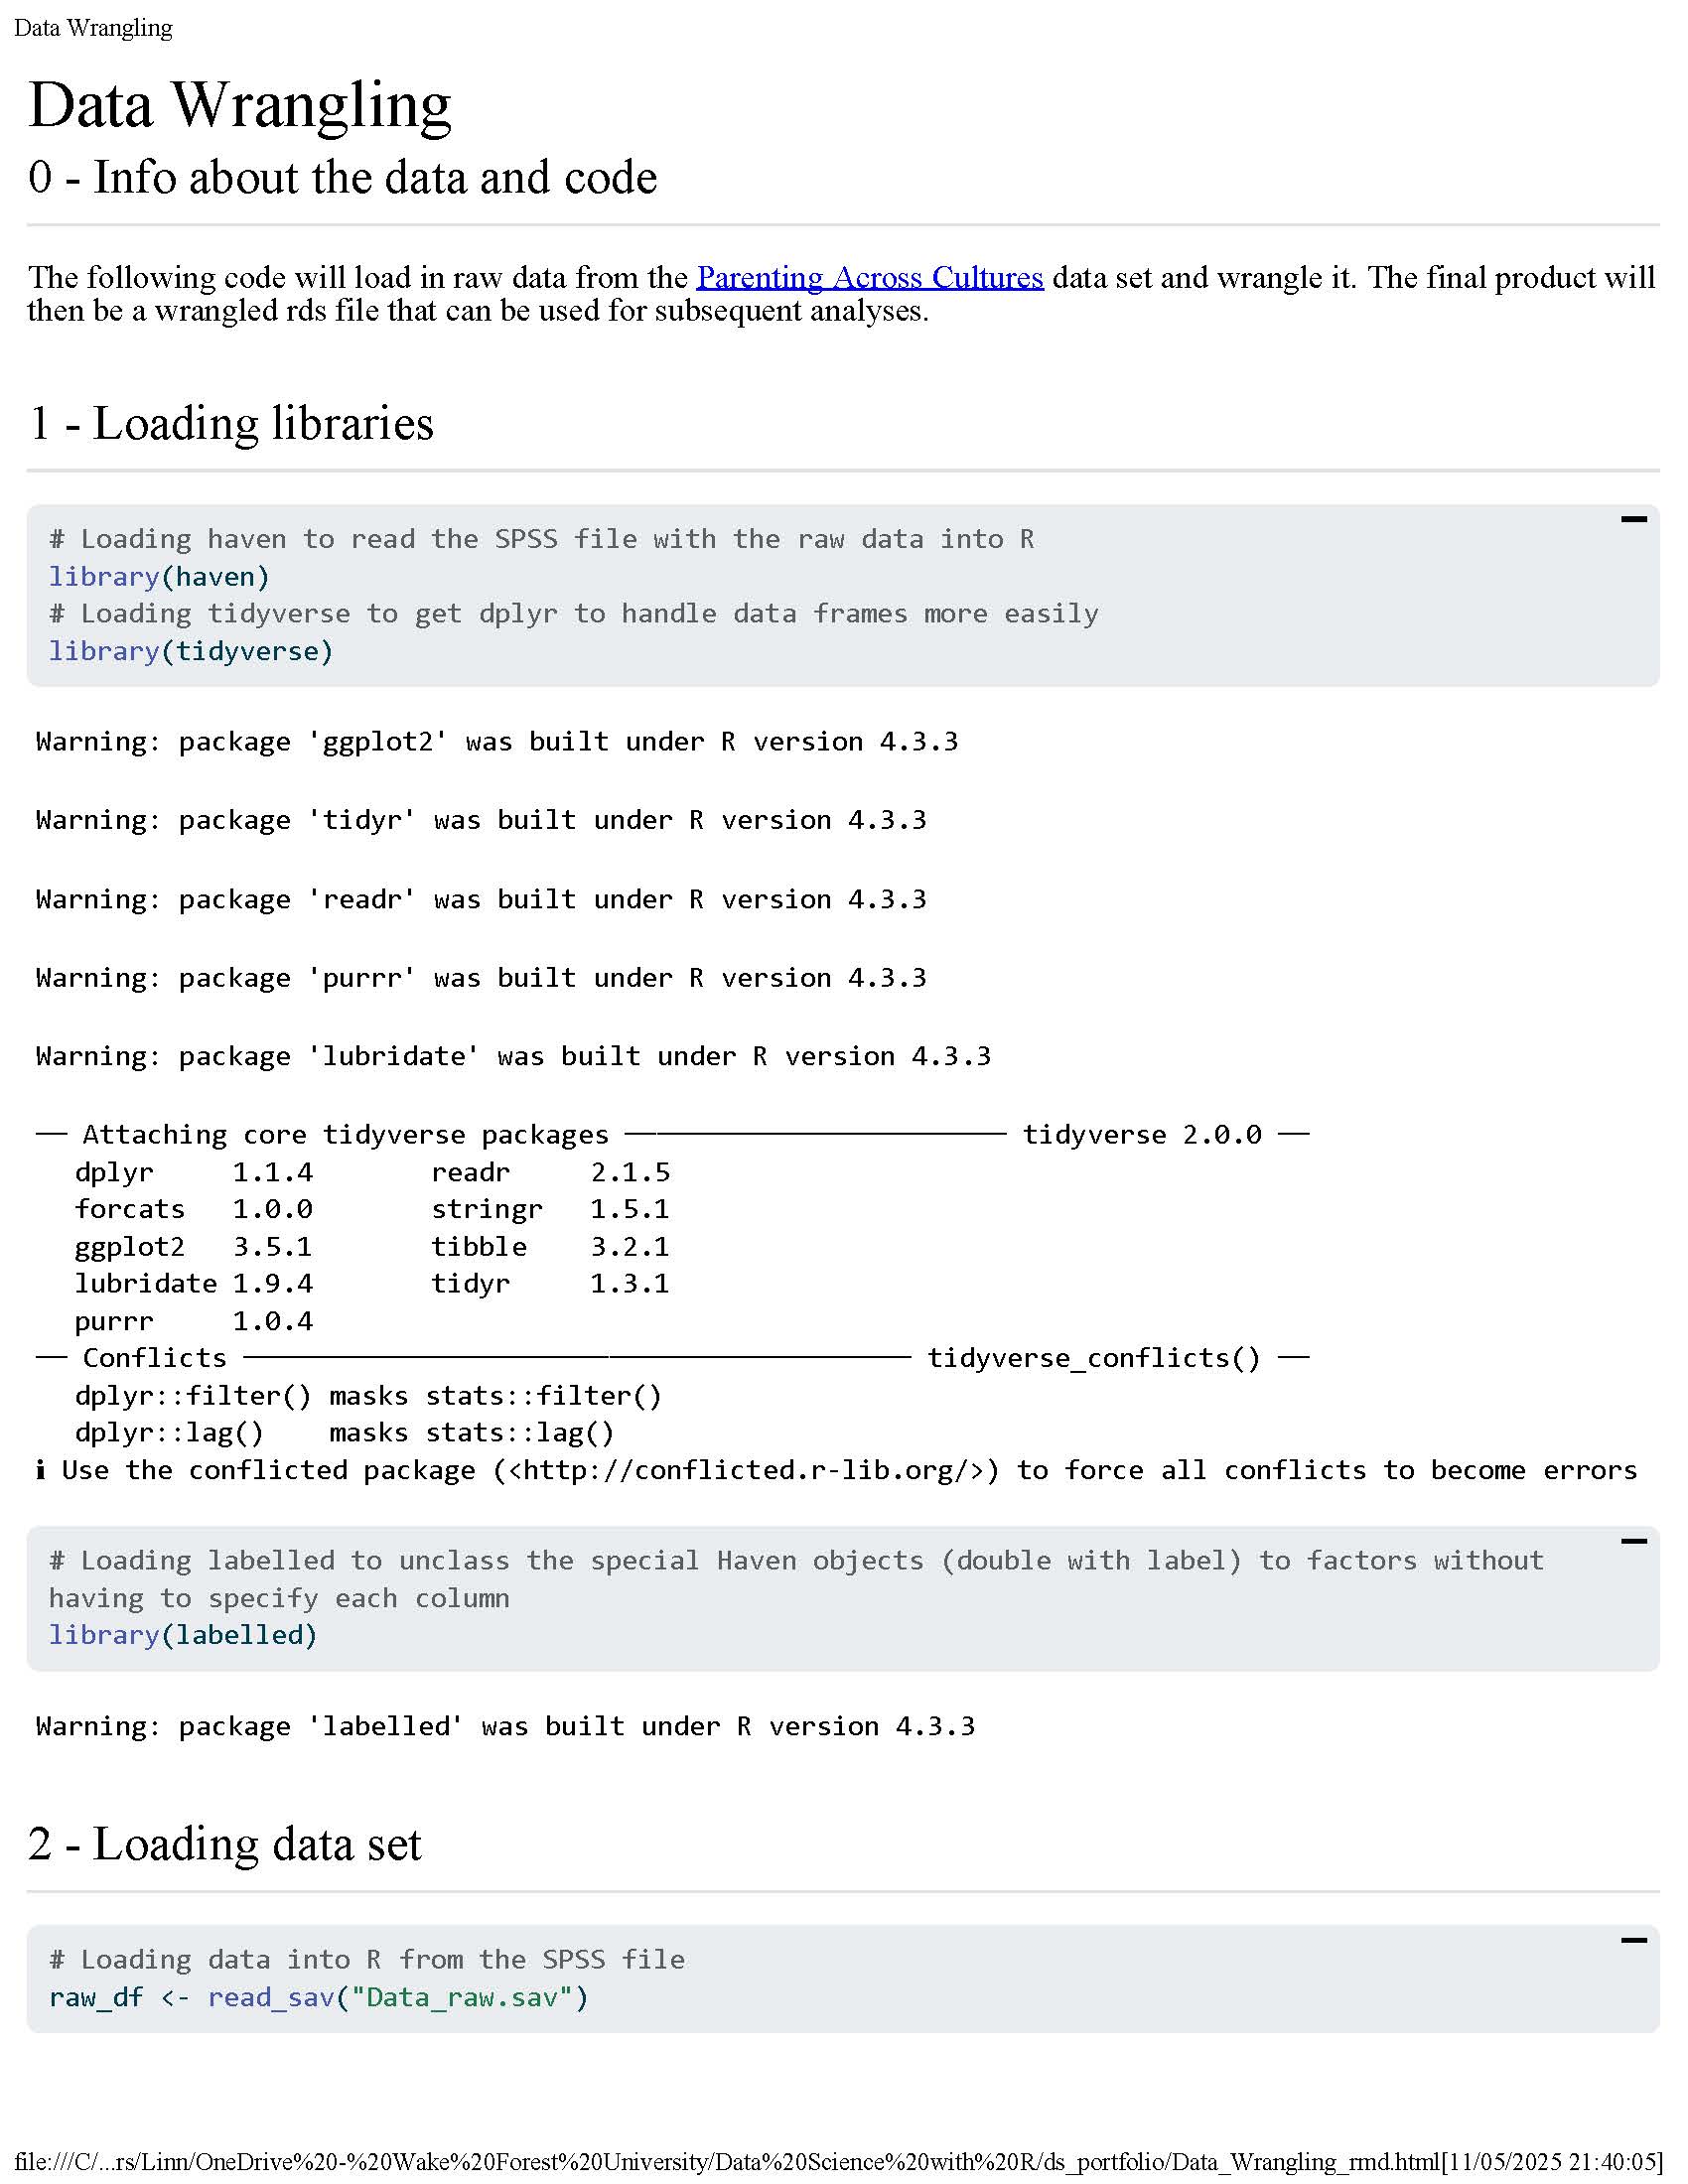 Data Wrangling
Data Wrangling
0 - Info about the data and code
The following code will load in raw data from the Parenting Across Cultures data set and wrangle it. The final product will
then be a wrangled rds file that can be used for subsequent analyses.
1 - Loading libraries
# Loading haven to read the SPSS file with the raw data into R
library(haven)
# Loading tidyverse to get dplyr to handle data frames more easily
library(tidyverse)
Warning: package 'ggplot2' was built under R version 4.3.3
Warning: package 'tidyr' was built under R version 4.3.3
Warning: package 'readr' was built under R version 4.3.3
Warning: package 'purrr' was built under R version 4.3.3
Warning: package 'lubridate' was built under R version 4.3.3
── Attaching core tidyverse packages ──────────────────────── tidyverse 2.0.0 ──
dplyr     1.1.4     readr     2.1.5
forcats   1.0.0     stringr   1.5.1
ggplot2   3.5.1     tibble    3.2.1
lubridate 1.9.4     tidyr     1.3.1
purrr     1.0.4
── Conflicts ────────────────────────────────────────── tidyverse_conflicts() ──
dplyr::filter() masks stats::filter()
dplyr::lag()    masks stats::lag()
ℹ Use the conflicted package (<http://conflicted.r-lib.org/>) to force all conflicts to become errors
# Loading labelled to unclass the special Haven objects (double with label) to factors without
having to specify each column
library(labelled)
Warning: package 'labelled' was built under R version 4.3.3
2 - Loading data set
# Loading data into R from the SPSS file
raw_df <- read_sav("Data_raw.sav")
file:///C/...rs/Linn/OneDrive%20-%20Wake%20Forest%20University/Data%20Science%20with%20R/ds_portfolio/Data_Wrangling_rmd.html[11/05/2025 21:40:05]